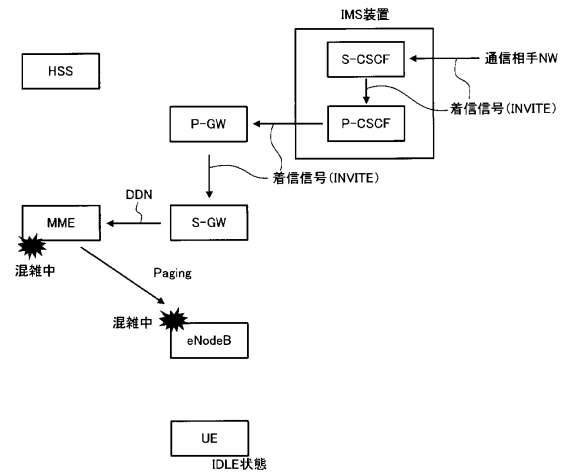 IMS装置
HSS
S-CSCF
通信相手NW
着信信号(INVITE)
P-GW
P-CSCF
着信信号(INVITE)
DDN
MME
S-GW
混雑中
Paging
混雑中
eNodeB
UE
IDLE状態